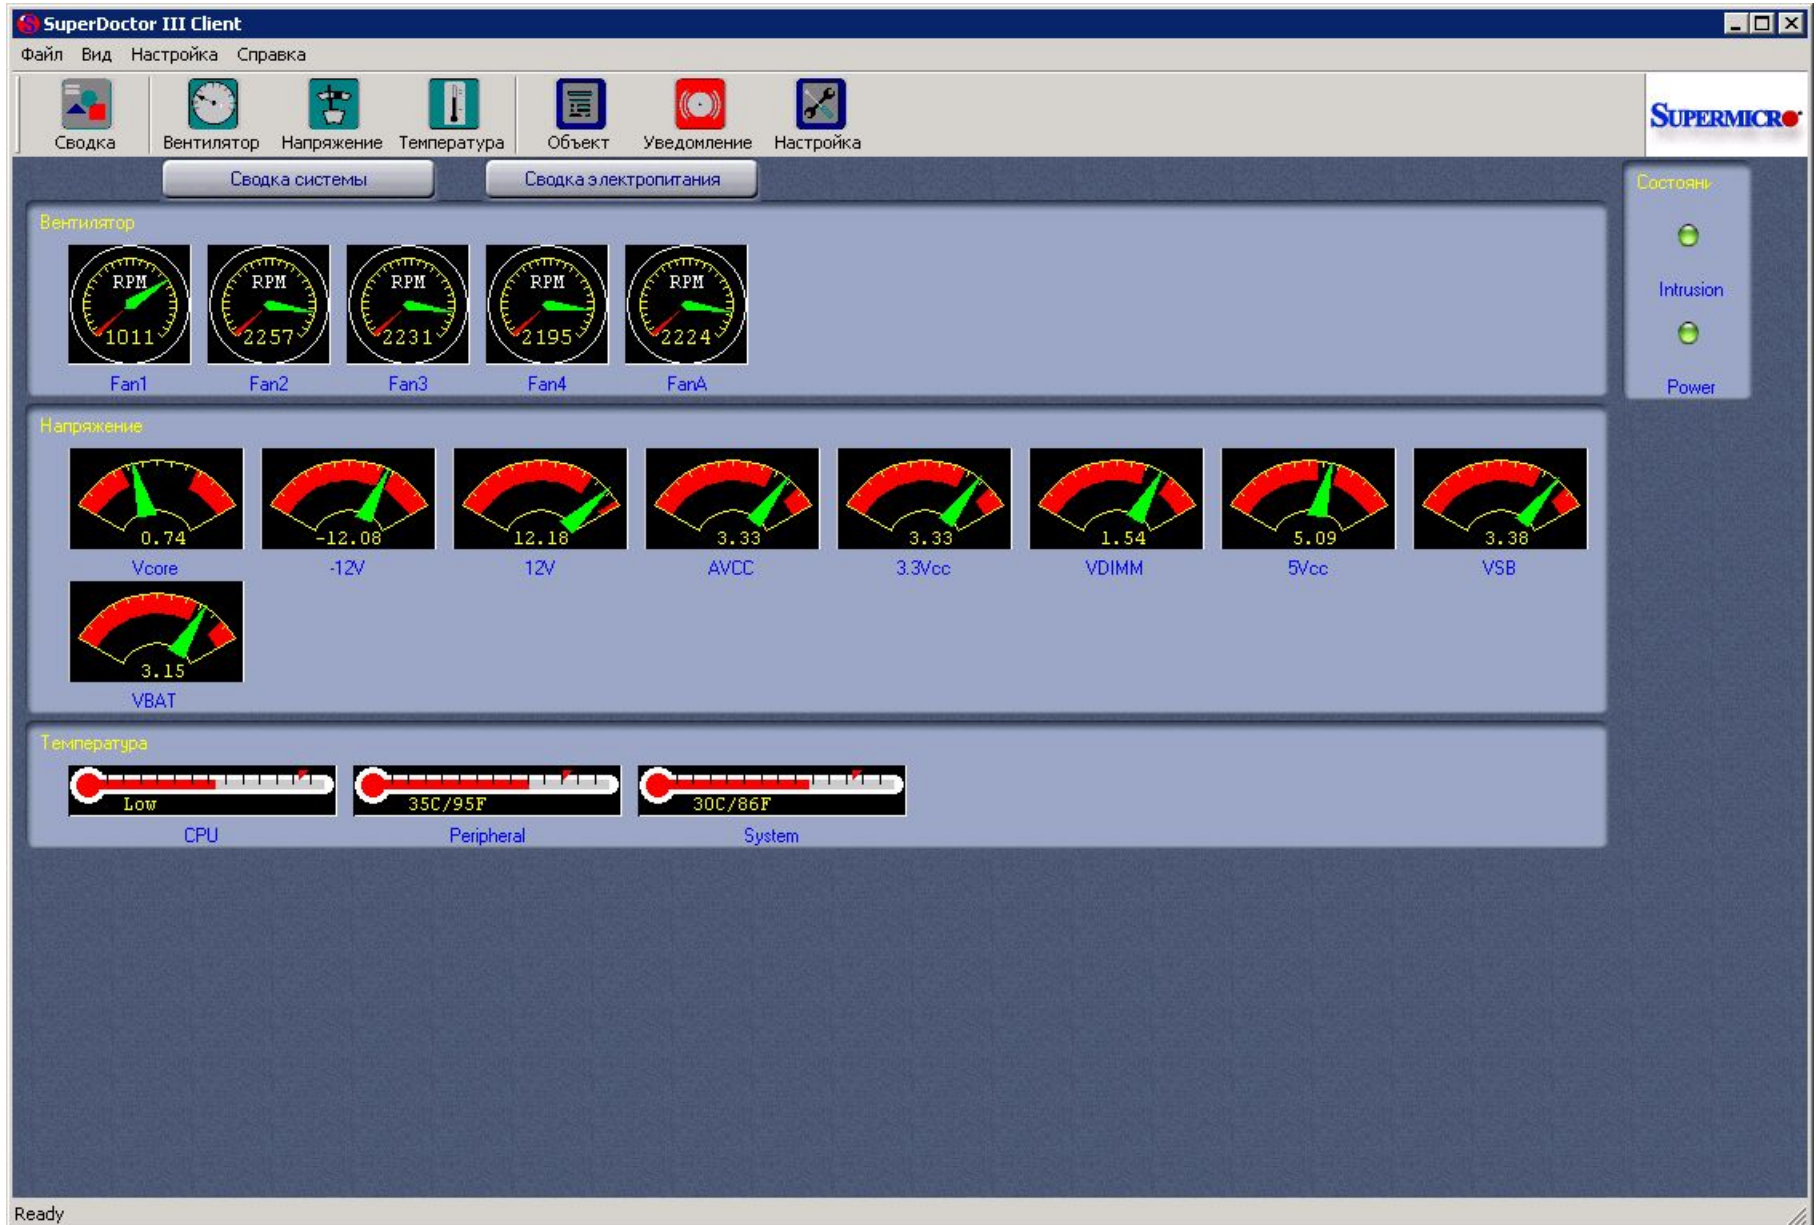 SuperDoctor III Client
Файл Вид Настройка Справка
Сводка Вентилятор Напряжение Температура Объект Уведомление Настройка
SUPERMICRO
Сводка системы Сводка электропитания
Состояни
Вентилятор
RPM RPM RPM RPM RPM
1011 2257 2231 2195 2224
Fan1 Fan2 Fan3 Fan4 FanA
Intrusion
Power
Напряжение
0.74 -12.08 12.18 3.33 3.33 1.54 5.09 3.38
Vcore -12V 12V AVCC 3.3Vcc VDIMM 5Vcc VSB
3.15
VBAT
Температура
Low 35C/95F 30C/86F
CPU Peripheral System
Ready